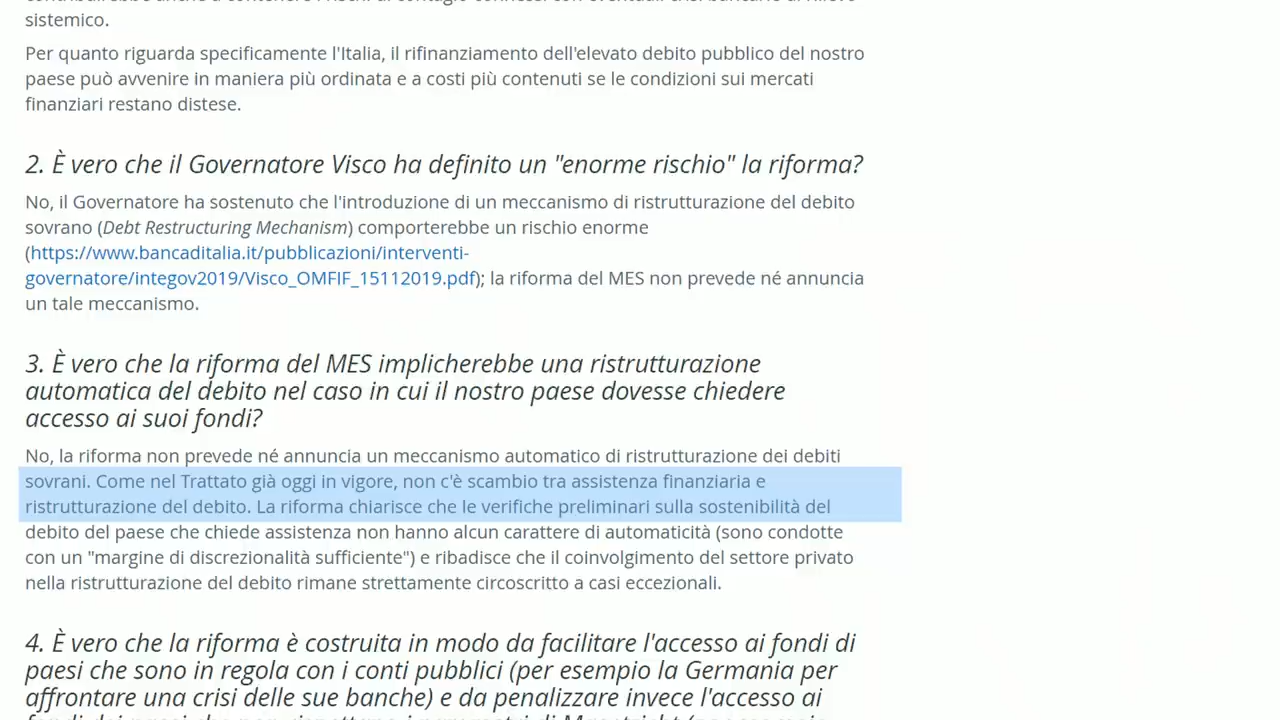 sistemico.
Per quanto riguarda specificamente l'Italia, il rifinanziamento dell'elevato debito pubblico del nostro
paese può avvenire in maniera più ordinata e a costi più contenuti se le condizioni sui mercati
finanziari restano distese.
2. È vero che il Governatore Visco ha definito un "enorme rischio" la riforma?
No, il Governatore ha sostenuto che l'introduzione di un meccanismo di ristrutturazione del debito
sovrano (Debt Restructuring Mechanism) comporterebbe un rischio enorme
(https://www.bancaditalia.it/pubblicazioni/interventi-
governatore/integov2019/Visco_OMFIF_15112019.pdf); la riforma del MES non prevede né annuncia
un tale meccanismo.
3. È vero che la riforma del MES implicherebbe una ristrutturazione
automatica del debito nel caso in cui il nostro paese dovesse chiedere
accesso ai suoi fondi?
No, la riforma non prevede né annuncia un meccanismo automatico di ristrutturazione dei debiti
sovrani. Come nel Trattato già oggi in vigore, non c'è scambio tra assistenza finanziaria e
ristrutturazione del debito. La riforma chiarisce che le verifiche preliminari sulla sostenibilità del
debito del paese che chiede assistenza non hanno alcun carattere di automaticità (sono condotte
con un "margine di discrezionalità sufficiente") e ribadisce che il coinvolgimento del settore privato
nella ristrutturazione del debito rimane strettamente circoscritto a casi eccezionali.
4. È vero che la riforma è costruita in modo da facilitare l'accesso ai fondi di
paesi che sono in regola con i conti pubblici (per esempio la Germania per
affrontare una crisi delle sue banche) e da penalizzare invece l'accesso ai